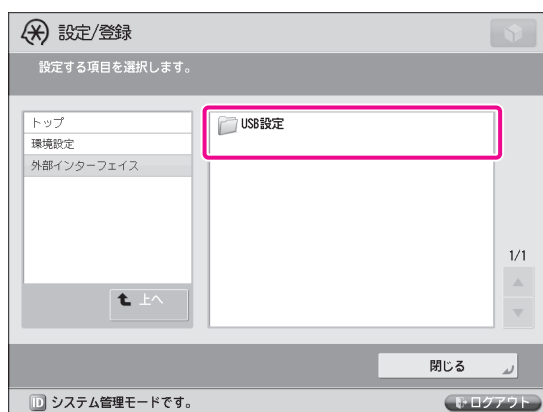 設定/登録
設定する項目を選択します。
トップ
環境設定
外部インターフェイス
USB設定
1/1
上へ
閉じる
ID システム管理モードです。
ログアウト